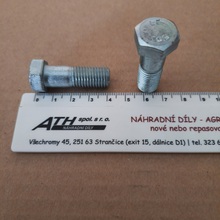 ATH spol. s r.o.
NÁHRADNÍ DÍLY
NÁHRADNÍ DÍLY - AGR
nové nebo repasova
Všechromy 45, 251 63 Strančice (exit 15, dálnice D1) | tel. 323 6